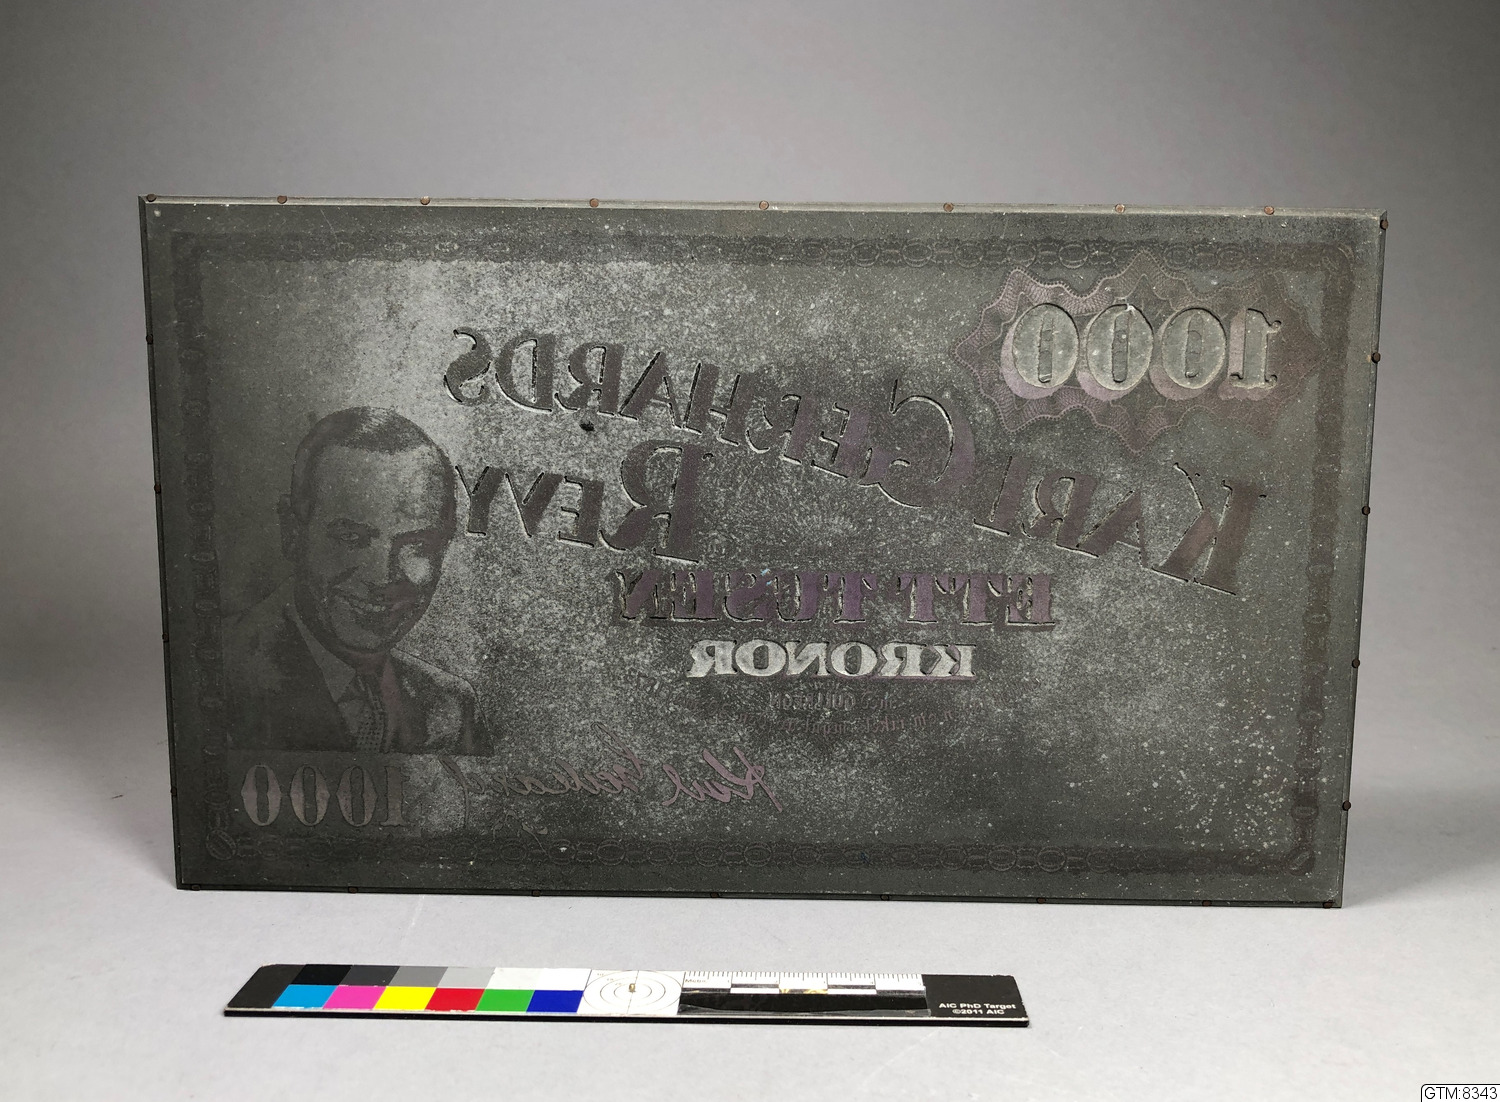 1000
KARL GERHARDS
REVY
ETT TUSEN
KRONOR
1000
AIC PhD Target
©2011 AIC
GTM:8343